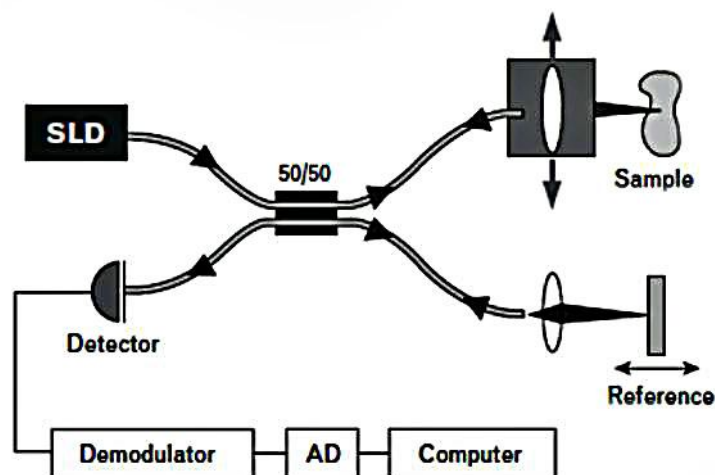 SLD
50/50
Sample
Detector
Reference
Demodulator
AD
Computer